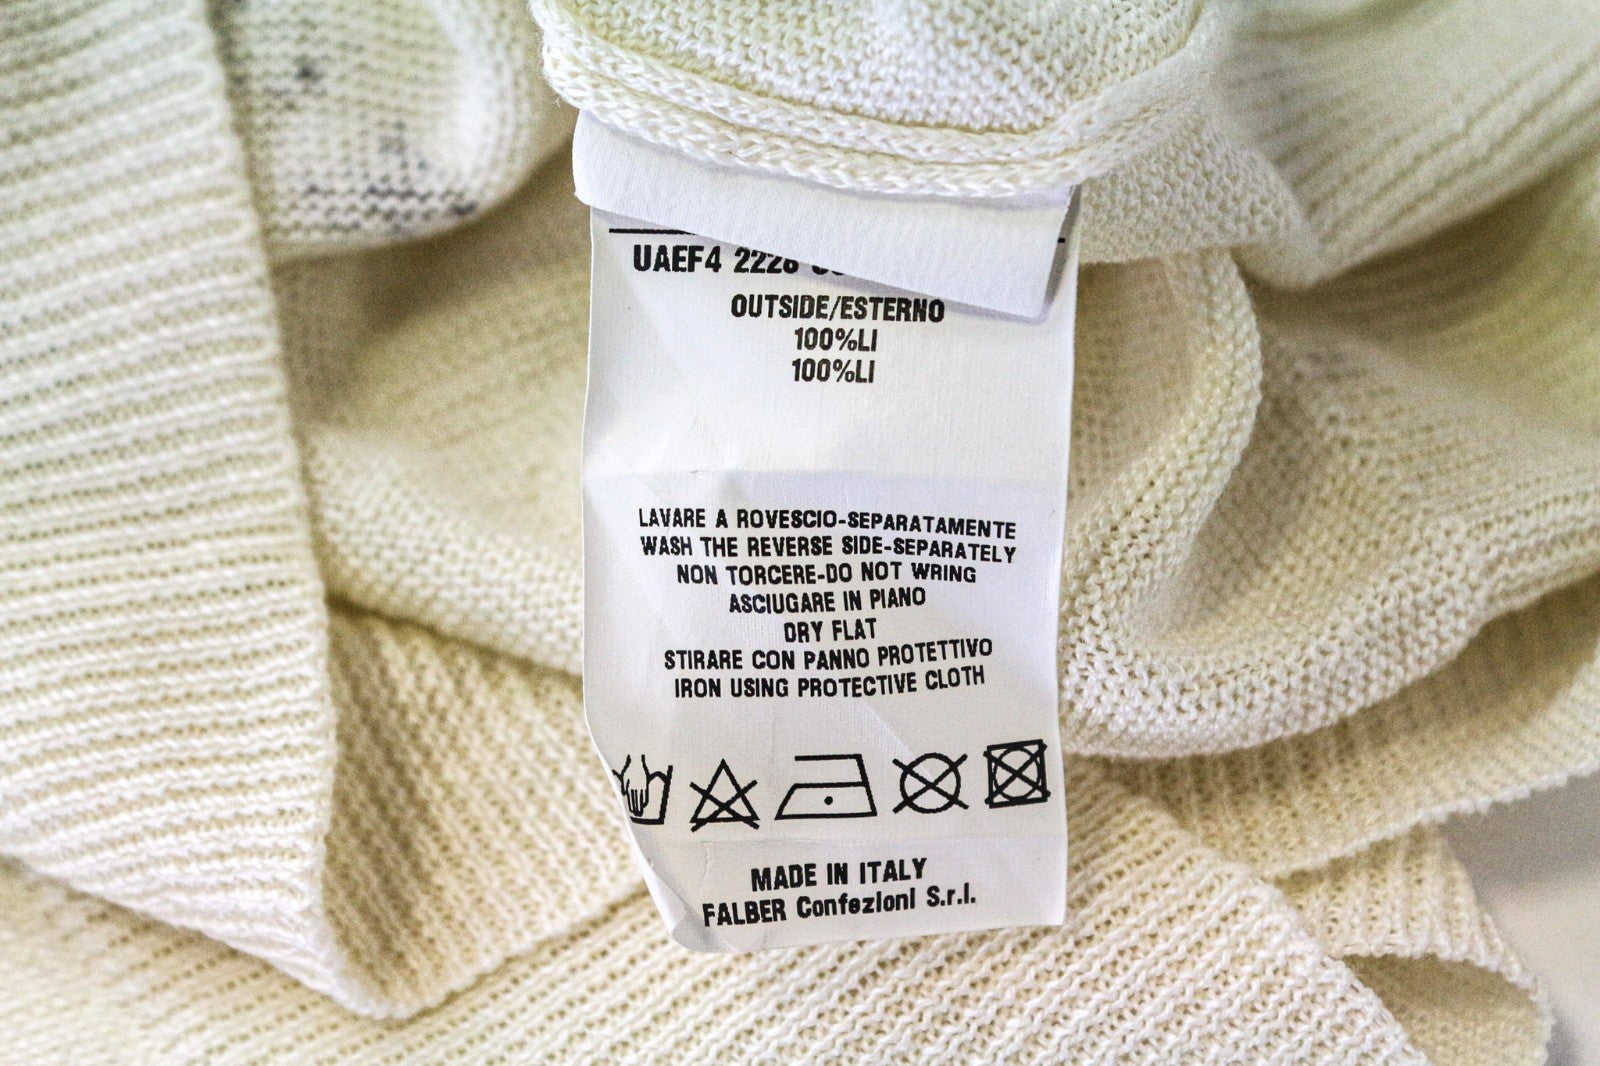 UAEF4 2228
OUTSIDE/ESTERNO
100%LI
100%LI
LAVARE A ROVESCIO-SEPARATAMENTE
WASH THE REVERSE SIDE-SEPARATELY
NON TORCERE-DO NOT WRING
ASCIUGARE IN PIANO
DRY FLAT
STIRARE CON PANNO PROTETTIVO
IRON USING PROTECTIVE CLOTH
MADE IN ITALY
FALBER Confezioni S.r.l.